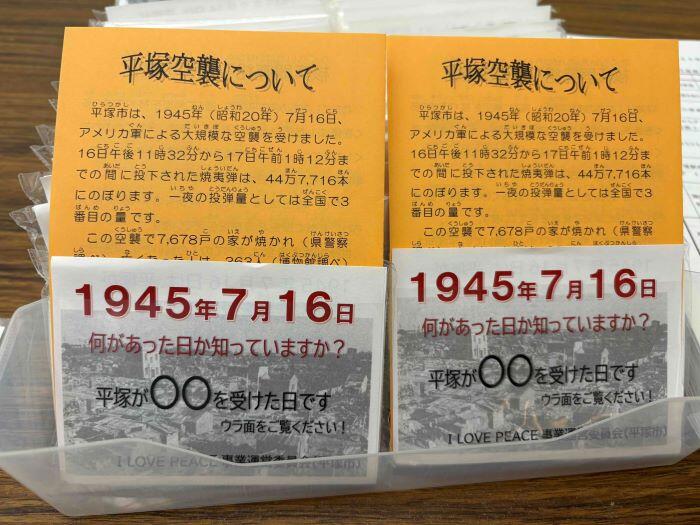 平塚空襲について
平塚市は、1945年（昭和20年）7月16日、
アメリカ軍による大規模な空襲を受けました。
16日午後11時32分から17日午前1時12分ま
での間に投下された焼夷弾は、44万7,716本
にのぼります。一夜の投弾量としては全国で3
番目の量です。
この空襲で7,678戸の家が焼かれ（県警察
1945年7月16日
何があった日か知っていますか？
平塚が〇〇を受けた日です
ウラ面をご覧ください！
I LOVE PEACE 事業運営委員会(平塚市)
平塚空襲について
平塚市は、1945年（昭和20年）7月16日、
アメリカ軍による大規模な空襲を受けました。
16日午後11時32分から17日午前1時12分ま
での間に投下された焼夷弾は、44万7,716本
にのぼります。一夜の投弾量としては全国で3
番目の量です。
この空襲で7,678戸の家が焼かれ（県警察
1945年7月16日
何があった日か知っていますか？
平塚が〇〇を受けた日です
ウラ面をご覧ください！
I LOVE PEACE 事業運営委員会(平塚市)